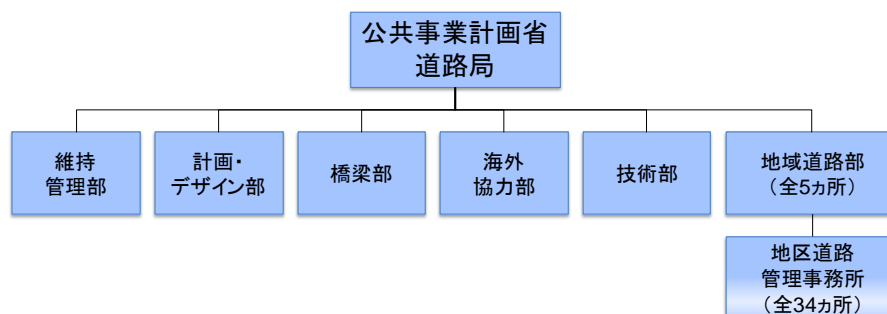 公共事業計画省
道路局
維持
管理部
計画・
デザイン部
橋梁部
海外
協力部
技術部
地域道路部
（全5ヵ所）
地区道路
管理事務所
（全34ヵ所）